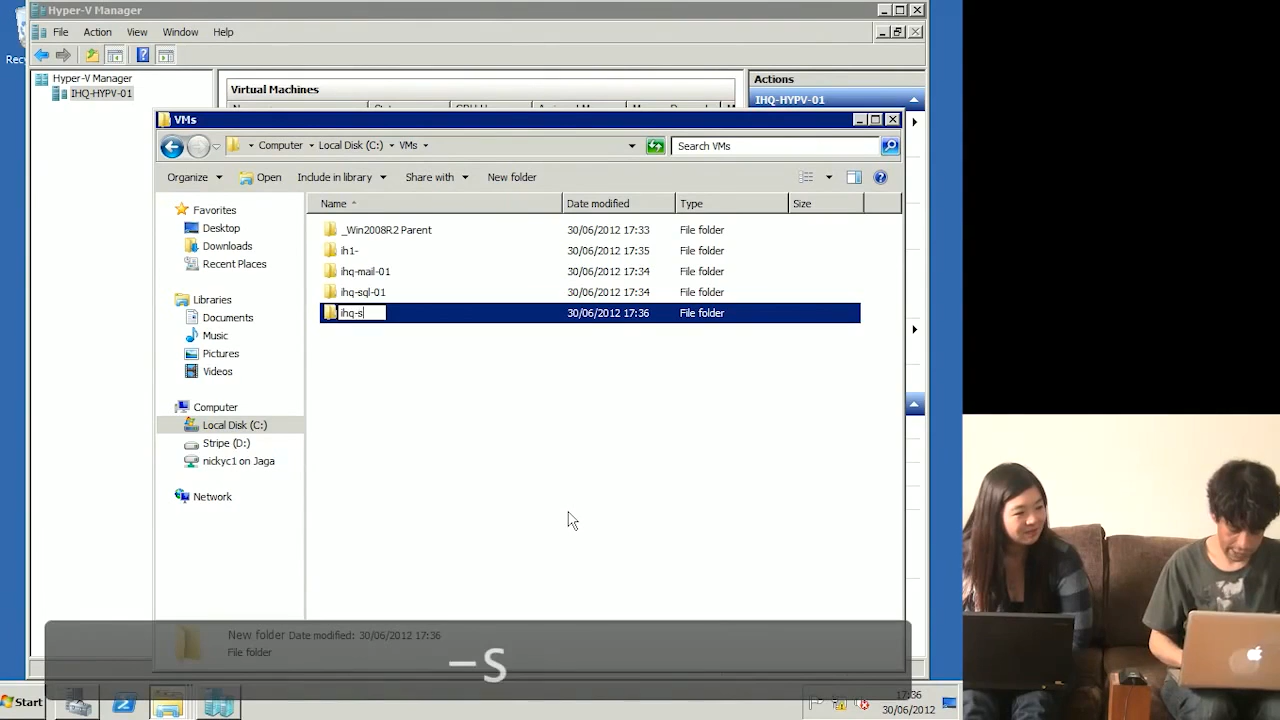 Hyper-V Manager
File Action View Window Help
Hyper-V Manager
IHQ-HYPV-01
Virtual Machines
Actions
IHQ-HYPV-01
VMs
Computer Local Disk (C:) VMs
Search VMs
Organize Open Include in library Share with New folder
Favorites
Desktop
Downloads
Recent Places
Libraries
Documents
Music
Pictures
Videos
Computer
Local Disk (C:)
Stripe (D:)
nickyc1 on Jaga
Network
Name Date modified Type Size
_Win2008R2 Parent 30/06/2012 17:33 File folder
ih1- 30/06/2012 17:35 File folder
ihq-mail-01 30/06/2012 17:34 File folder
ihq-sql-01 30/06/2012 17:34 File folder
ihq-s 30/06/2012 17:36 File folder
New folder Date modified: 30/06/2012 17:36
File folder
-s
Start
17:36
30/06/2012